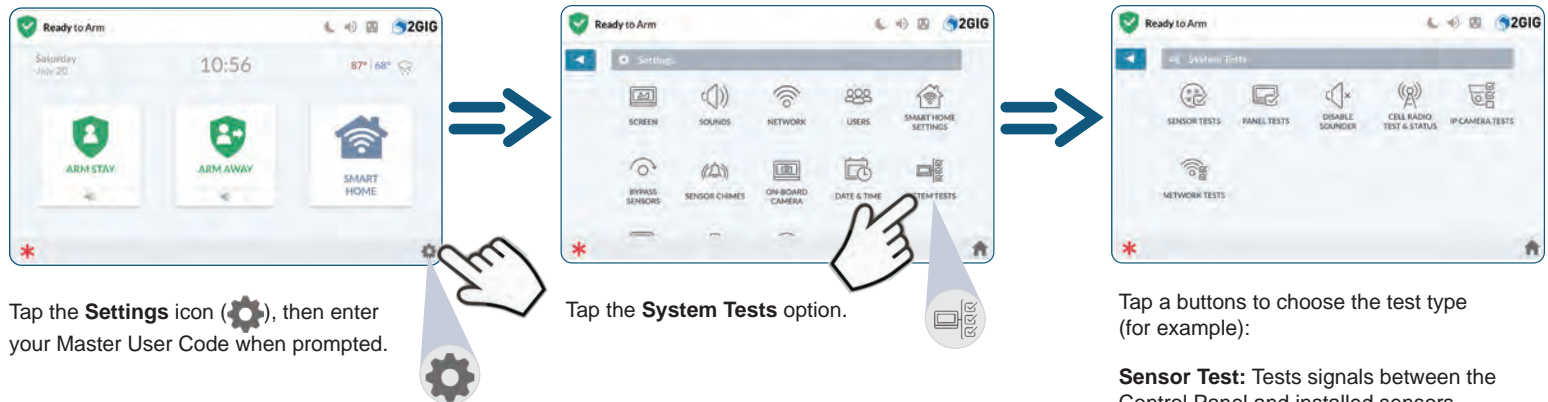 Ready to Arm
2GIG
Saturday
July 20
10:56
87° 68°
ARM STAY
ARM AWAY
SMART
HOME
Tap the Settings icon ( ), then enter
your Master User Code when prompted.
Ready to Arm
2GIG
Settings
SCREEN
SOUNDS
NETWORK
USERS
SMART HOME
SETTINGS
BYPASS
SENSORS
SENSOR CHIMES
ON-BOARD
CAMERA
DATE & TIME
STEM TESTS
Tap the System Tests option.
Ready to Arm
2GIG
System Tests
SENSOR TESTS
PANEL TESTS
DISABLE
SOUNDER
CELL RADIO
TEST & STATUS
IP CAMERA TESTS
NETWORK TESTS
Tap a buttons to choose the test type
(for example):
Sensor Test: Tests signals between the
Control Panel and installed sensors